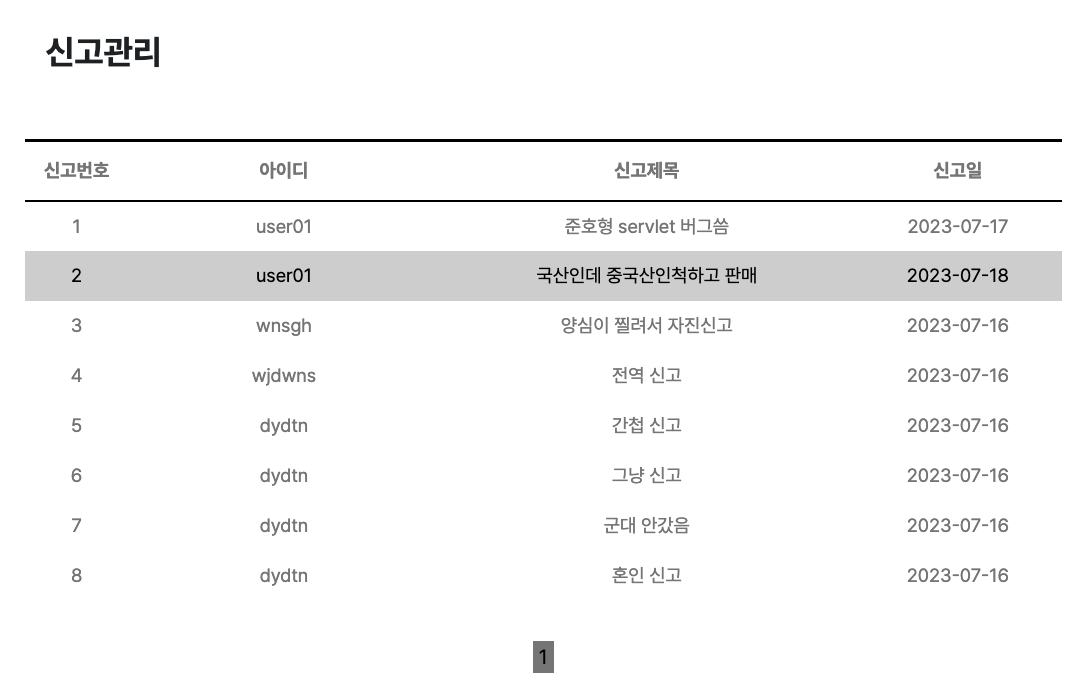 신고관리
신고번호 아이디 신고제목 신고일
1 user01 준호형 servlet 버그씀 2023-07-17
2 user01 국산인데 중국산인척하고 판매 2023-07-18
3 wnsgh 양심이 찔려서 자진신고 2023-07-16
4 wjdwns 전역 신고 2023-07-16
5 dydtn 간첩 신고 2023-07-16
6 dydtn 그냥 신고 2023-07-16
7 dydtn 군대 안갔음 2023-07-16
8 dydtn 혼인 신고 2023-07-16
1